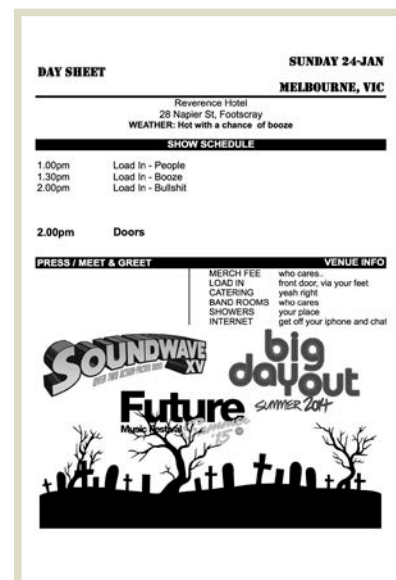 DAY SHEET
SUNDAY 24-JAN
MELBOURNE, VIC
Reverence Hotel
28 Napier St, Footscray
WEATHER: Hot with a chance of booze
SHOW SCHEDULE
1.00pm Load In - People
1.30pm Load In - Booze
2.00pm Load In - Bullshit
2.00pm Doors
PRESS / MEET & GREET
VENUE INFO
MERCH FEE who cares..
LOAD IN front door, via your feet
CATERING yeah right
BAND ROOMS who cares
SHOWERS your place
INTERNET get off your iphone and chat
SOUNDWAVE
XV
big
day out
SUMMER 2014
Future
Music Festival
Summer
'15